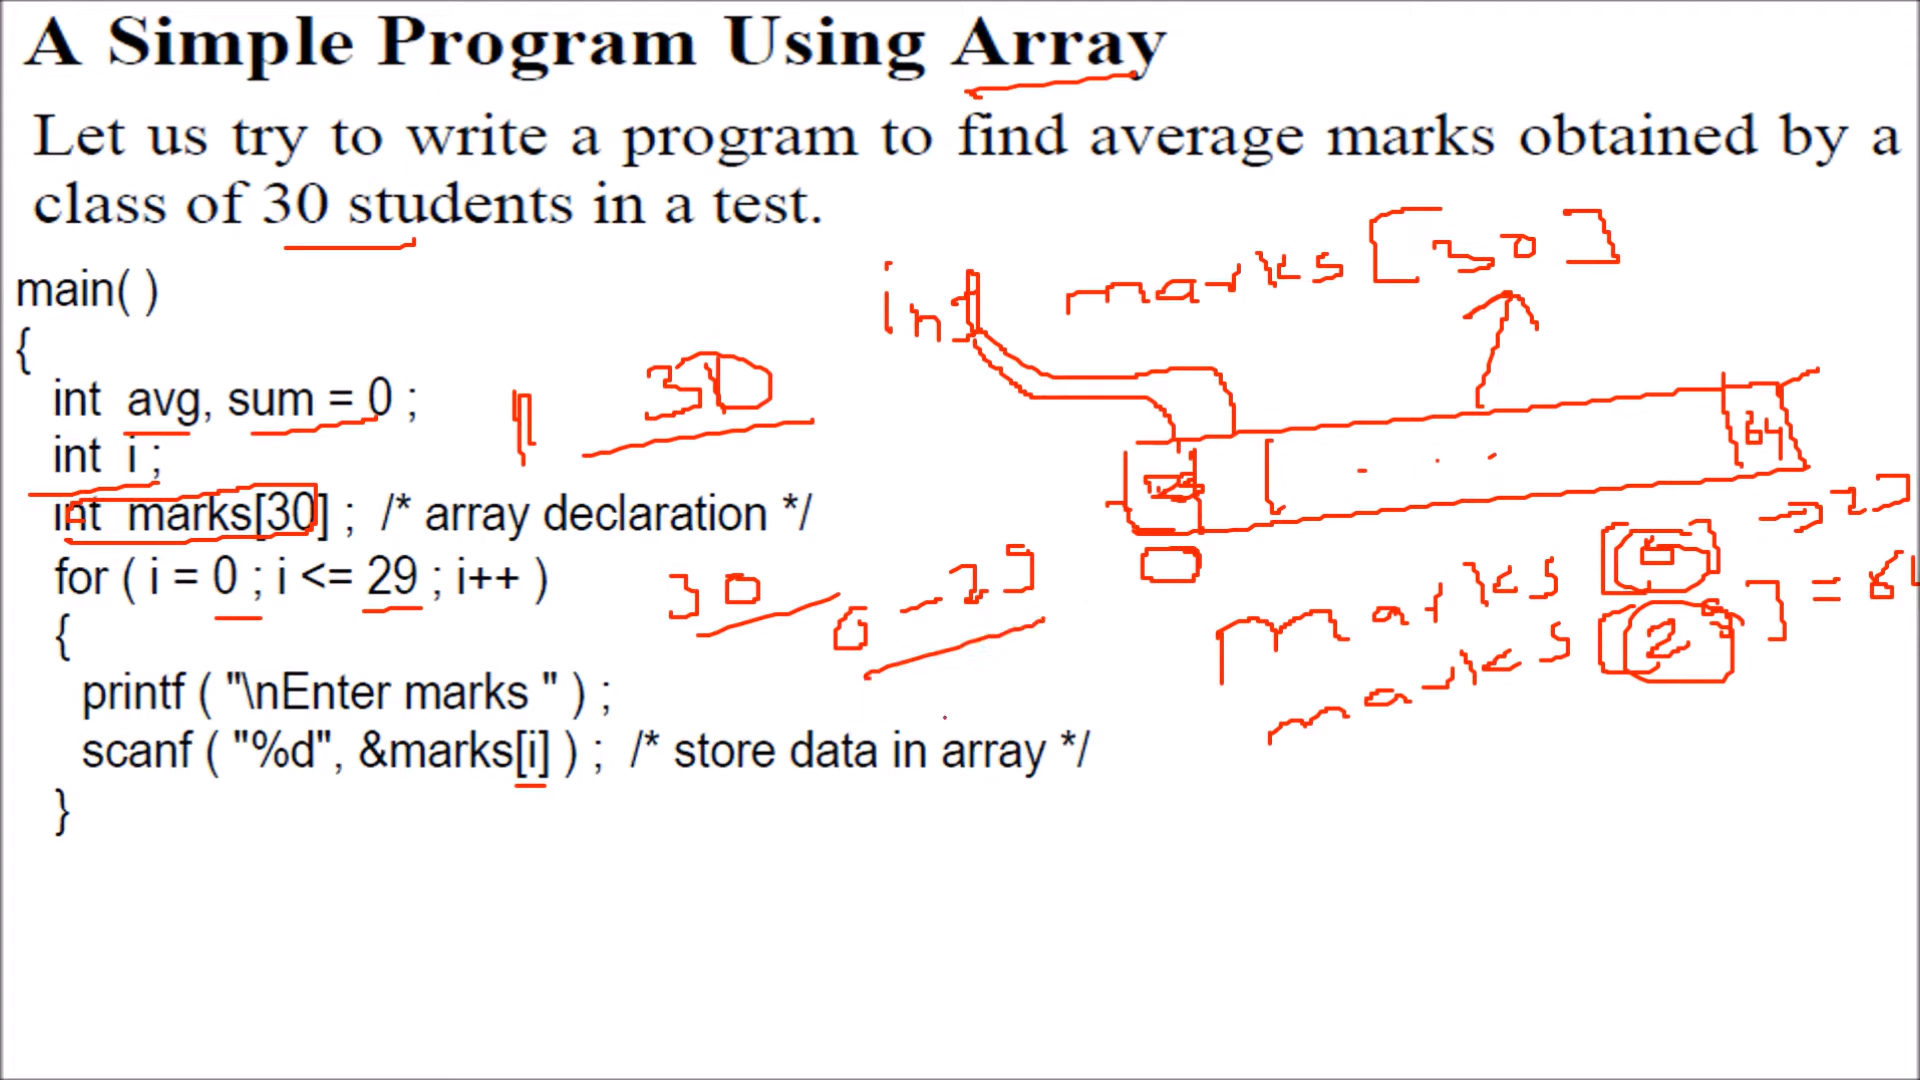 A Simple Program Using Array
Let us try to write a program to find average marks obtained by a
class of 30 students in a test.
int marks [30]
main( )
{
int avg, sum = 0 ;
30
int i ;
64
int marks[30] ; /* array declaration */
for ( i = 0 ; i <= 29 ; i++ )
30
0 - 29
marks
{
marks
printf ( "\nEnter marks " ) ;
scanf ( "%d", &marks[i] ) ; /* store data in array */
}